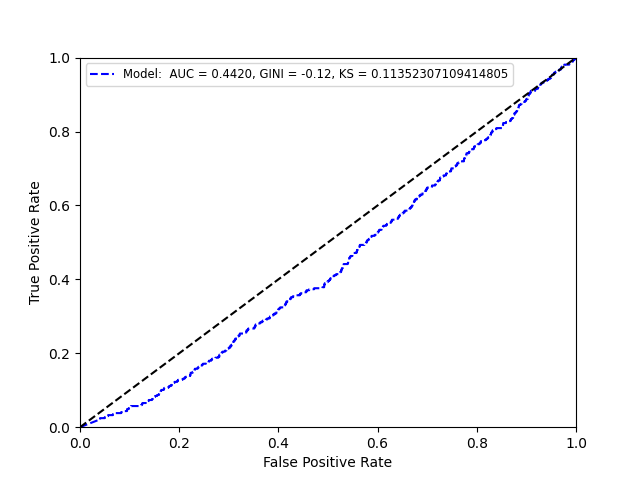 Model:  AUC = 0.4420, GINI = -0.12, KS = 0.11352307109414805
1.0
0.8
0.6
0.4
0.2
0.0
True Positive Rate
0.0 0.2 0.4 0.6 0.8 1.0
False Positive Rate